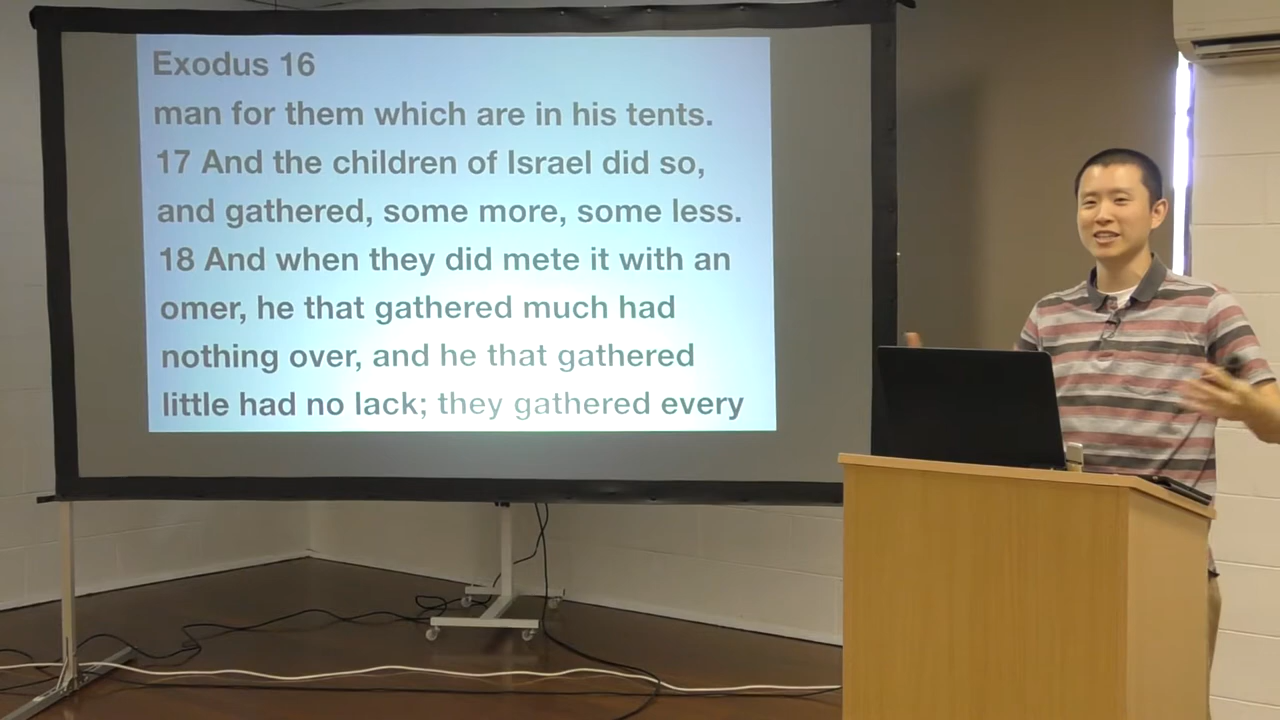 Exodus 16
man for them which are in his tents.
17 And the children of Israel did so,
and gathered, some more, some less.
18 And when they did mete it with an
omer, he that gathered much had
nothing over, and he that gathered
little had no lack; they gathered every